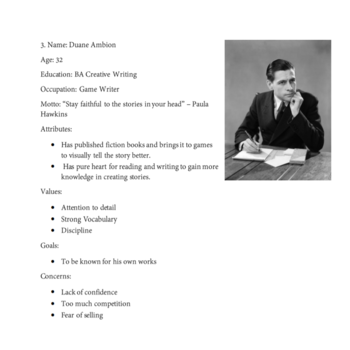 3. Name: Duane Ambion
Age: 32
Education: BA Creative Writing
Occupation: Game Writer
Motto: “Stay faithful to the stories in your head” – Paula
Hawkins
Attributes:
• Has published fiction books and brings it to games
to visually tell the story better.
• Has pure heart for reading and writing to gain more
knowledge in creating stories.
Values:
• Attention to detail
• Strong Vocabulary
• Discipline
Goals:
• To be known for his own works
Concerns:
• Lack of confidence
• Too much competition
• Fear of selling